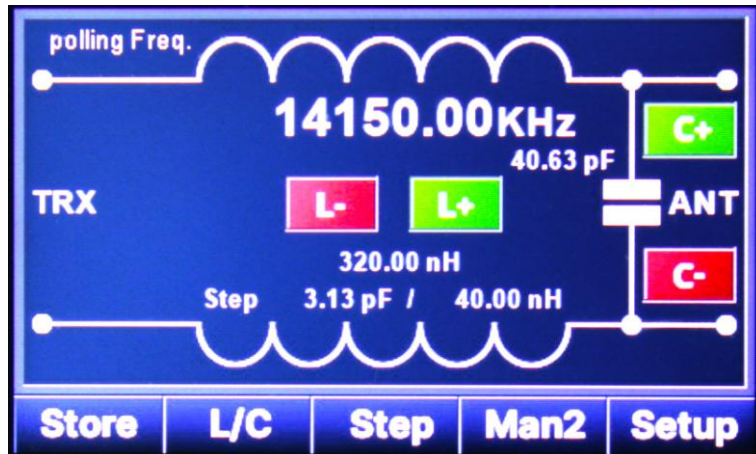 polling Freq.
14150.00KHz
40.63 pF
C+
TRX
L-
L+
ANT
320.00 nH
C-
Step 3.13 pF / 40.00 nH
Store L/C Step Man2 Setup